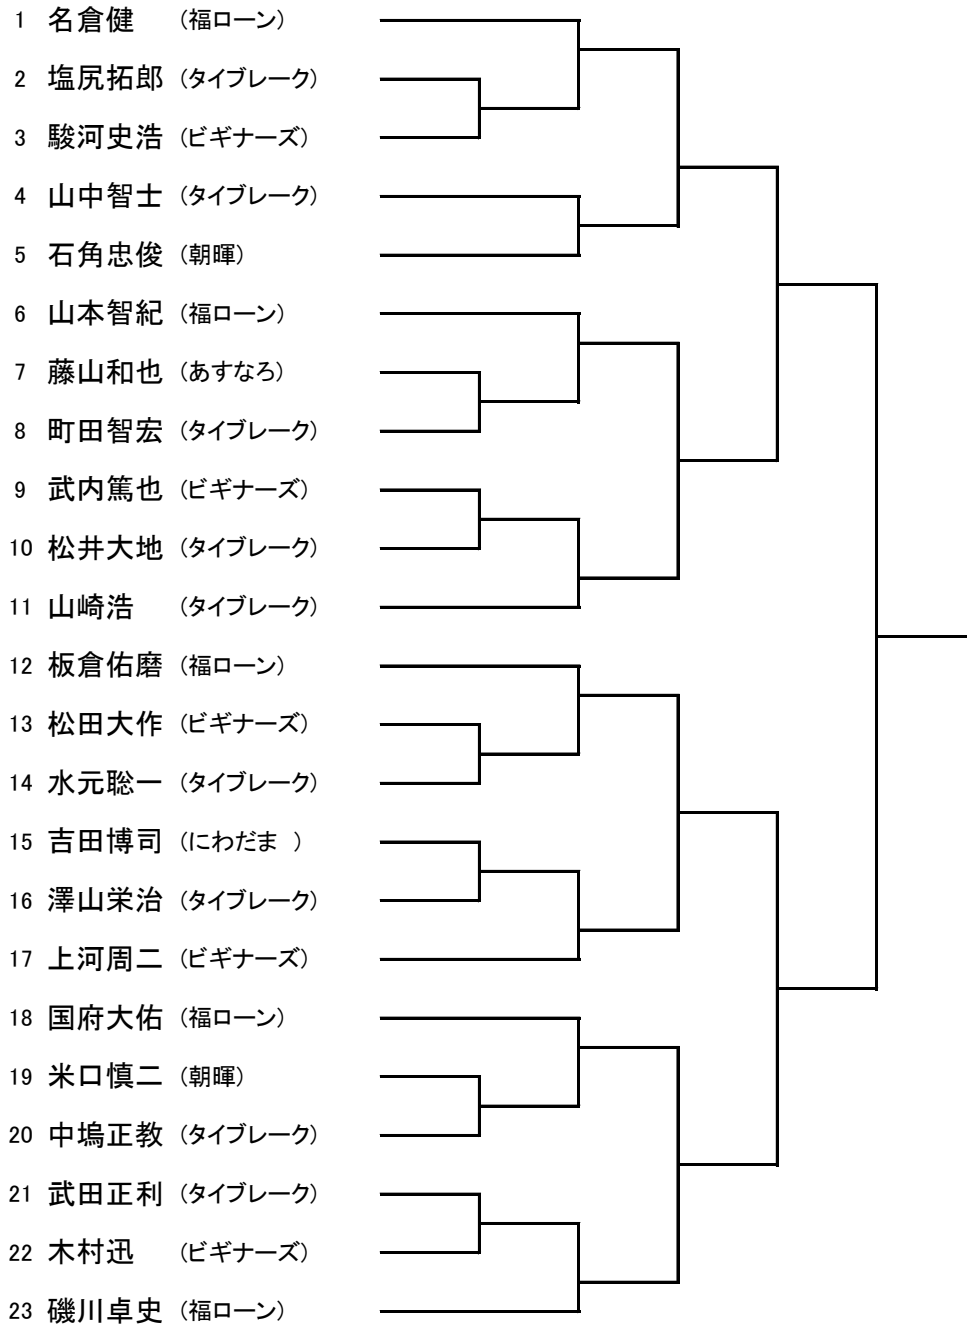 1 名倉健 (福ローン)
2 塩尻拓郎 (タイブレーク)
3 駿河史浩 (ビギナーズ)
4 山中智士 (タイブレーク)
5 石角忠俊 (朝暉)
6 山本智紀 (福ローン)
7 藤山和也 (あすなろ)
8 町田智宏 (タイブレーク)
9 武内篤也 (ビギナーズ)
10 松井大地 (タイブレーク)
11 山崎浩 (タイブレーク)
12 板倉佑磨 (福ローン)
13 松田大作 (ビギナーズ)
14 水元聡一 (タイブレーク)
15 吉田博司 (にわだま )
16 澤山栄治 (タイブレーク)
17 上河周二 (ビギナーズ)
18 国府大佑 (福ローン)
19 米口慎二 (朝暉)
20 中塢正教 (タイブレーク)
21 武田正利 (タイブレーク)
22 木村迅 (ビギナーズ)
23 磯川卓史 (福ローン)